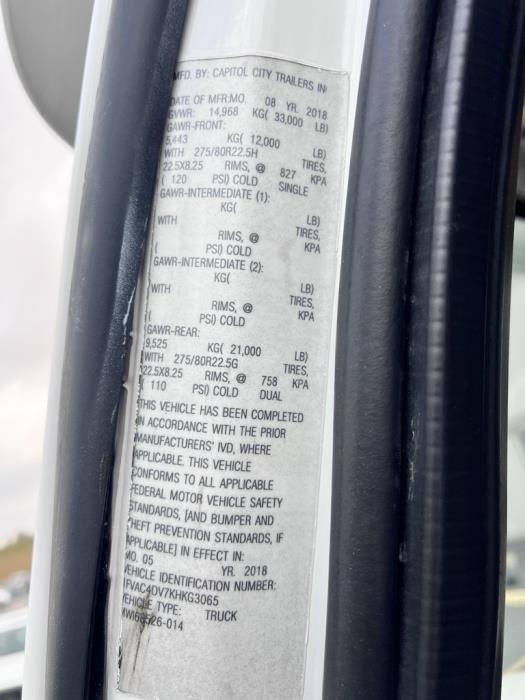 MFD. BY: CAPITOL CITY TRAILERS IN
DATE OF MFR:MO. 08 YR. 2018
GVWR: 14,968 KG( 33,000 LB)
GAWR-FRONT:
5,443 KG( 12,000 LB)
WITH 275/80R22.5H TIRES,
22.5X8.25 RIMS, @ 827 KPA
( 120 PSI) COLD SINGLE
GAWR-INTERMEDIATE (1):
KG( LB)
WITH TIRES,
RIMS, @ KPA
( PSI) COLD
GAWR-INTERMEDIATE (2):
KG( LB)
WITH TIRES,
RIMS, @ KPA
( PSI) COLD
GAWR-REAR:
9,525 KG( 21,000 LB)
WITH 275/80R22.5G TIRES,
22.5X8.25 RIMS, @ 758 KPA
( 110 PSI) COLD DUAL
THIS VEHICLE HAS BEEN COMPLETED
IN ACCORDANCE WITH THE PRIOR
MANUFACTURERS' IVD, WHERE
APPLICABLE. THIS VEHICLE
CONFORMS TO ALL APPLICABLE
FEDERAL MOTOR VEHICLE SAFETY
STANDARDS, [AND BUMPER AND
THEFT PREVENTION STANDARDS, IF
APPLICABLE] IN EFFECT IN:
MO. 05 YR. 2018
VEHICLE IDENTIFICATION NUMBER:
1FVAC4DV7KHKG3065
VEHICLE TYPE: TRUCK